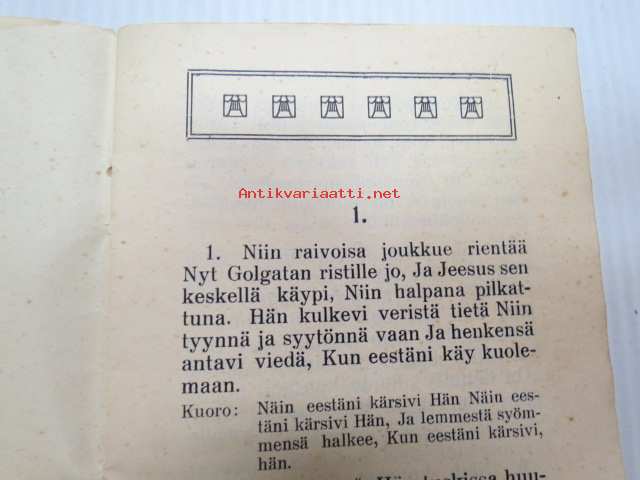 Antikvariaatti.net
1.
1. Niin raivoisa joukkue rientää
Nyt Golgatan ristille jo, Ja Jeesus sen
keskellä käypi, Niin halpana pilkat-
tuna. Hän kulkevi veristä tietä Niin
tyynnä ja syytönnä vaan Ja henkensä
antavi viedä, Kun eestäni käy kuole-
maan.
Kuoro: Näin eestäni kärsivi Hän Näin ees-
täni kärsivi Hän, Ja lemmestä syöm-
mensä halkee, Kun eestäni kärsivi,
hän.